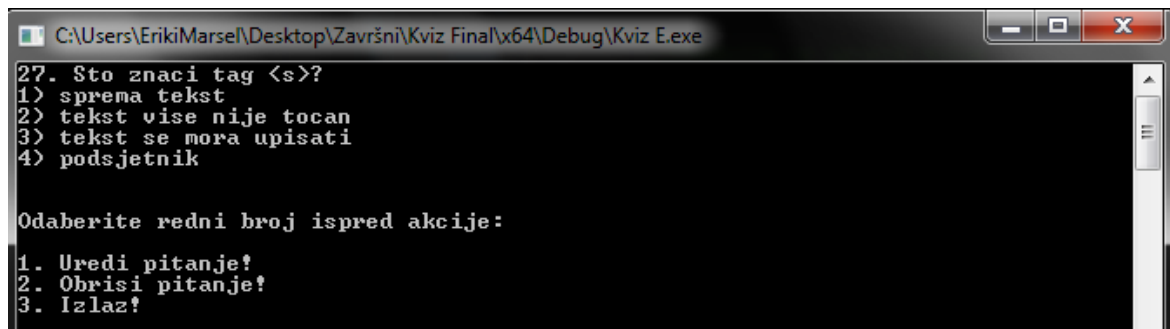 C:\Users\ErikiMarsel\Desktop\Završni\Kviz Final\x64\Debug\Kviz E.exe
27. Sto znaci tag <s>?
1) sprema tekst
2) tekst vise nije tocan
3) tekst se mora upisati
4) podsjetnik
Odaberite redni broj ispred akcije:
1. Uredi pitanje!
2. Obrisi pitanje!
3. Izlaz!